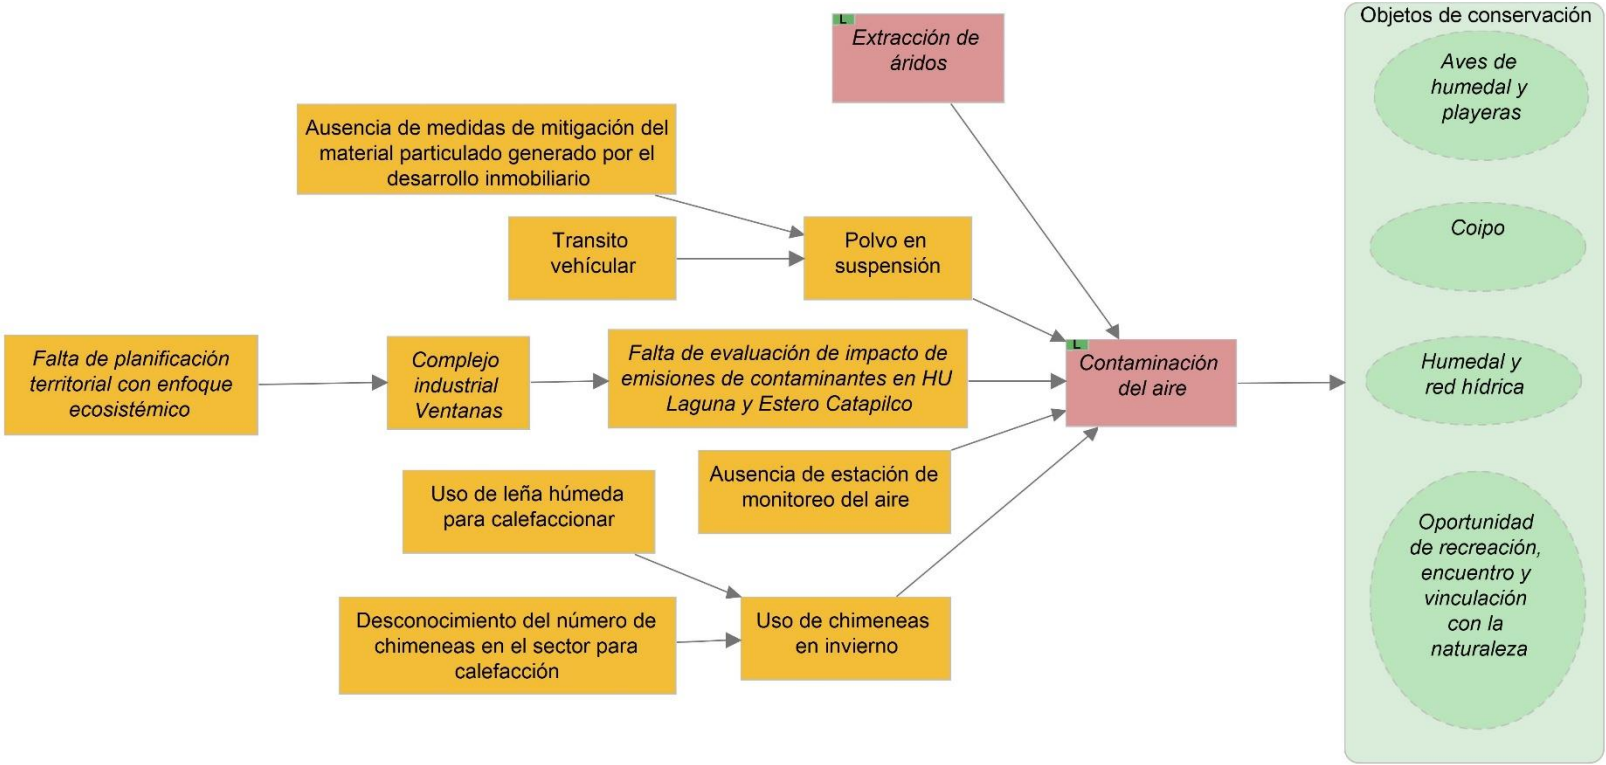 Objetos de conservación
L
Extracción de
áridos
Aves de
humedal y
playeras
Ausencia de medidas de mitigación del
material particulado generado por el
desarrollo inmobiliario
Transito
vehícular
Polvo en
suspensión
Coipo
Falta de planificación
territorial con enfoque
ecosistémico
Complejo
industrial
Ventanas
Falta de evaluación de impacto de
emisiones de contaminantes en HU
Laguna y Estero Catapilco
L
Contaminación
del aire
Humedal y
red hídrica
Ausencia de estación de
monitoreo del aire
Uso de leña húmeda
para calefaccionar
Desconocimiento del número de
chimeneas en el sector para
calefacción
Uso de chimeneas
en invierno
Oportunidad
de recreación,
encuentro y
vinculación
con la
naturaleza